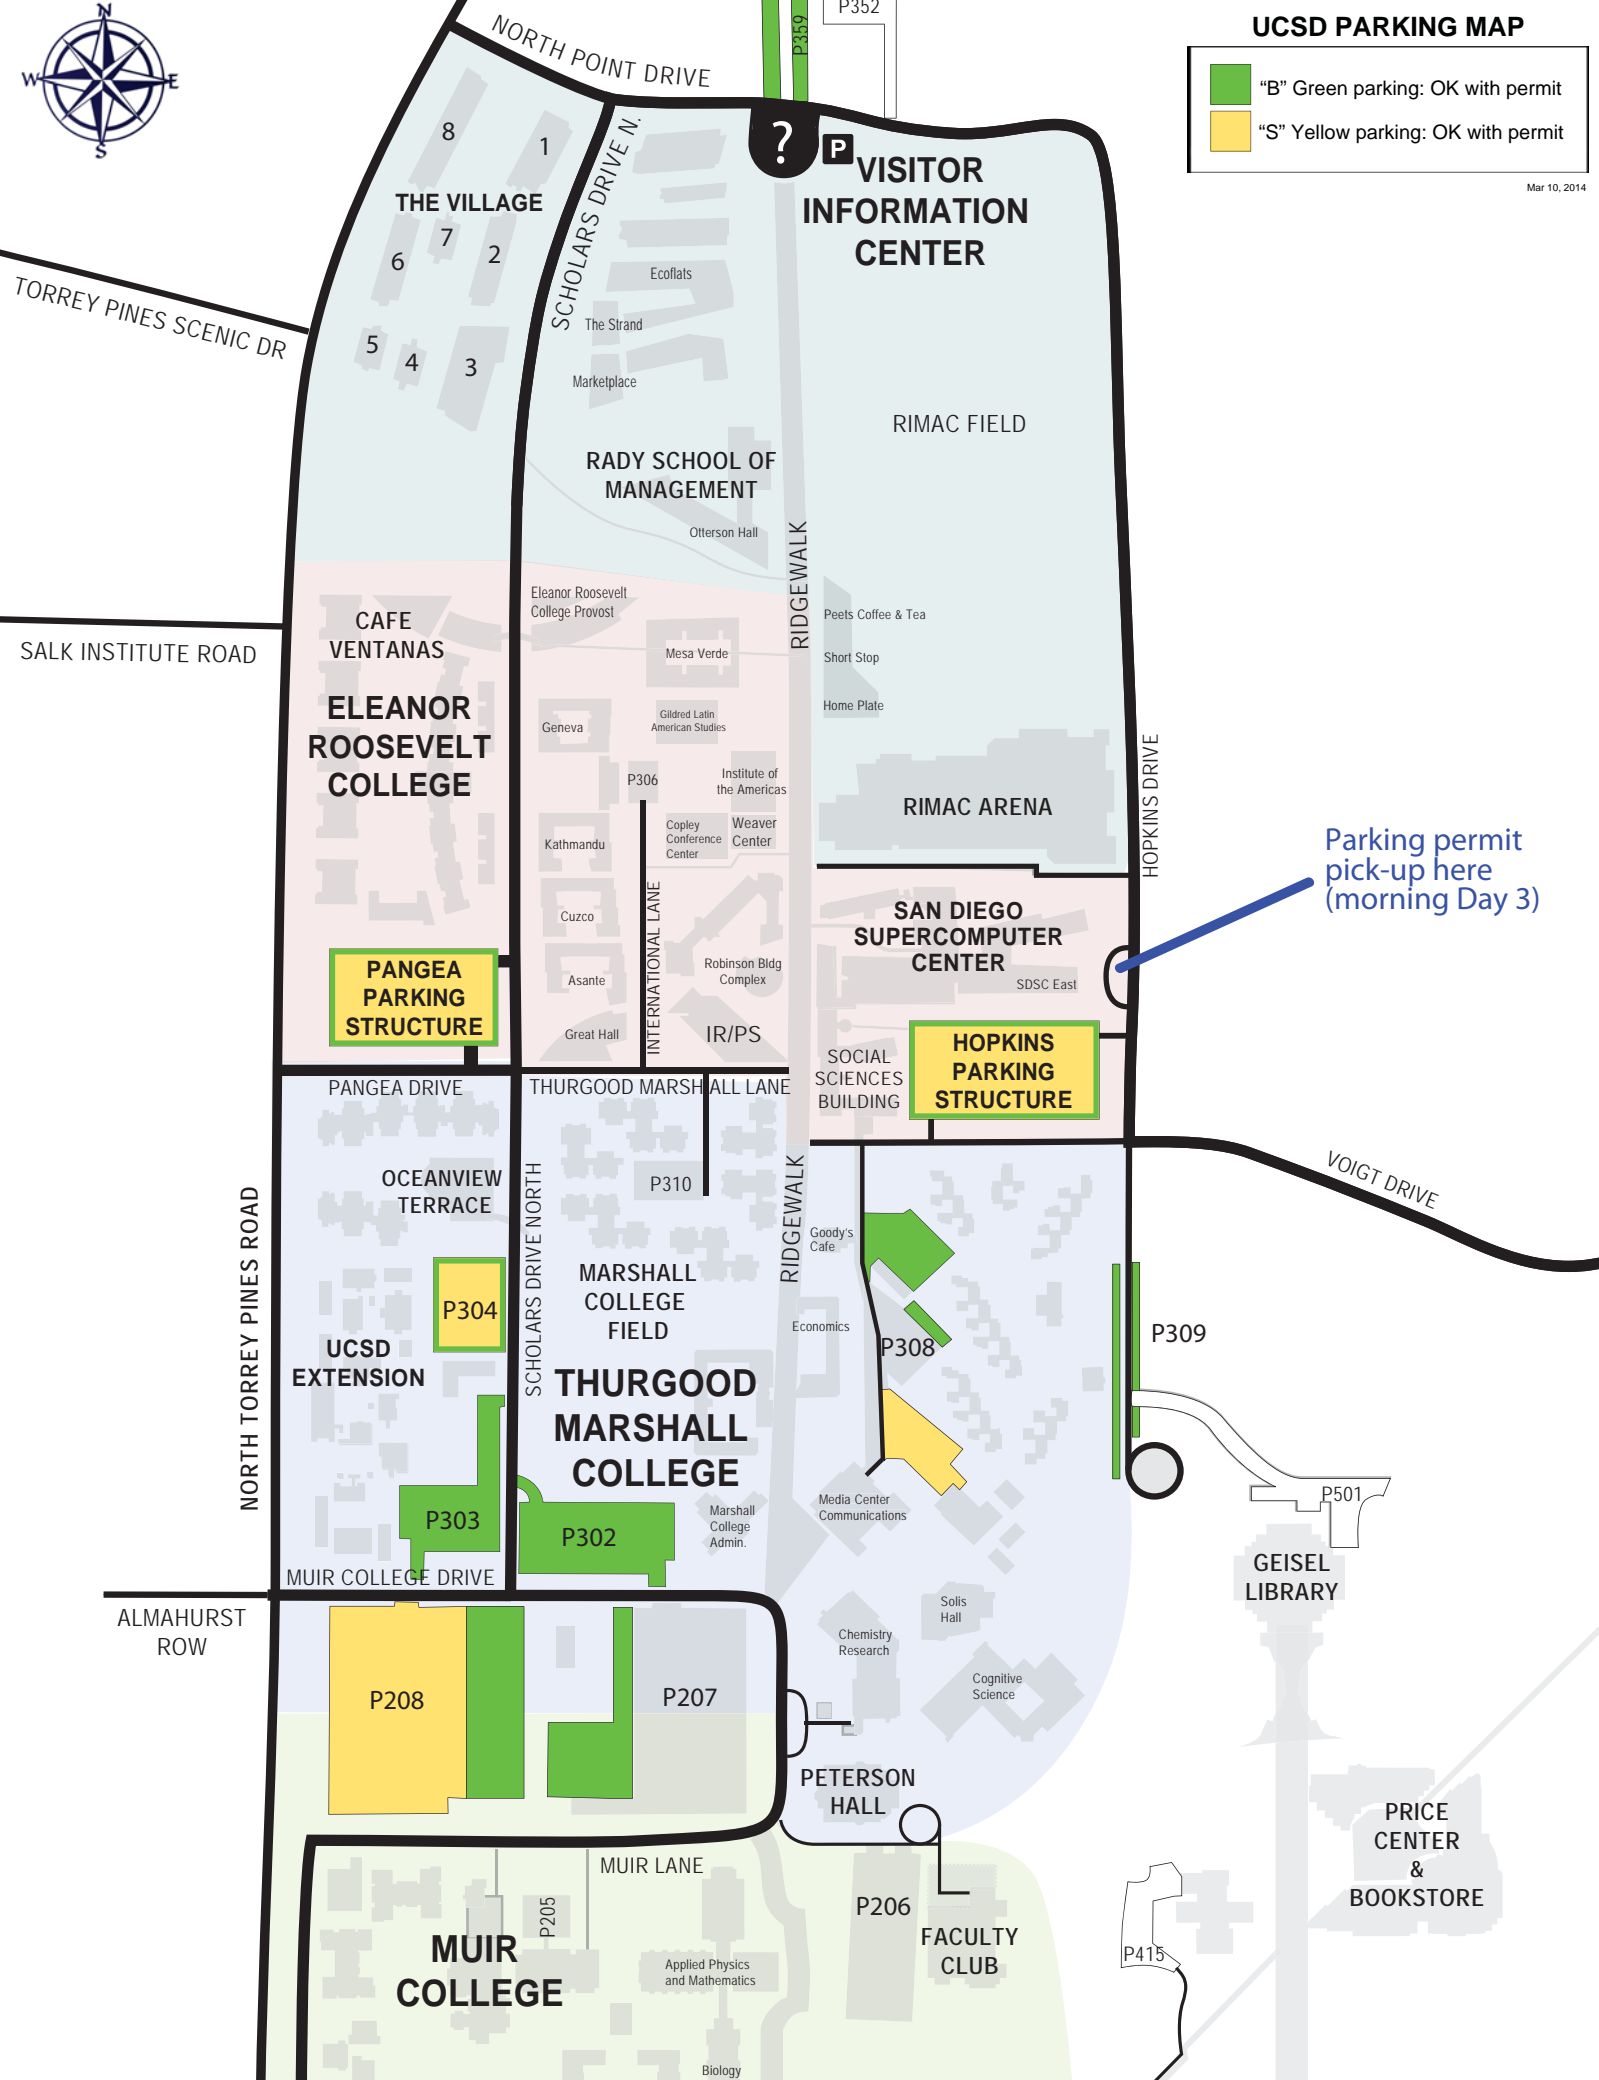 P352
P359
UCSD PARKING MAP
"B" Green parking: OK with permit
"S" Yellow parking: OK with permit
Mar 10, 2014
N
W
E
S
NORTH POINT DRIVE
8
1
THE VILLAGE
7
6
2
5
4
3
SCHOLARS DRIVE N.
?
P
VISITOR
INFORMATION
CENTER
TORREY PINES SCENIC DR
Ecoflats
The Strand
Marketplace
RIMAC FIELD
RADY SCHOOL OF
MANAGEMENT
Otterson Hall
RIDGEWALK
SALK INSTITUTE ROAD
CAFE
VENTANAS
ELEANOR
ROOSEVELT
COLLEGE
Eleanor Roosevelt
College Provost
Mesa Verde
Geneva
Gildred Latin
American Studies
P306
Institute of
the Americas
Copley
Conference
Center
Weaver
Center
Kathmandu
Cuzco
Asante
Great Hall
INTERNATIONAL LANE
Robinson Bldg
Complex
IR/PS
Peets Coffee & Tea
Short Stop
Home Plate
RIMAC ARENA
HOPKINS DRIVE
Parking permit
pick-up here
(morning Day 3)
SAN DIEGO
SUPERCOMPUTER
CENTER
SDSC East
PANGEA
PARKING
STRUCTURE
HOPKINS
PARKING
STRUCTURE
SOCIAL
SCIENCES
BUILDING
PANGEA DRIVE
THURGOOD MARSHALL LANE
OCEANVIEW
TERRACE
P310
SCHOLARS DRIVE NORTH
RIDGEWALK
VOIGT DRIVE
NORTH TORREY PINES ROAD
Goody's
Cafe
P304
MARSHALL
COLLEGE
FIELD
Economics
P308
P309
UCSD
EXTENSION
THURGOOD
MARSHALL
COLLEGE
P303
P302
Marshall
College
Admin.
Media Center
Communications
P501
GEISEL
LIBRARY
MUIR COLLEGE DRIVE
ALMAHURST
ROW
Solis
Hall
Chemistry
Research
Cognitive
Science
P208
P207
PETERSON
HALL
PRICE
CENTER
&
BOOKSTORE
MUIR LANE
P205
P206
FACULTY
CLUB
P415
MUIR
COLLEGE
Applied Physics
and Mathematics
Biology